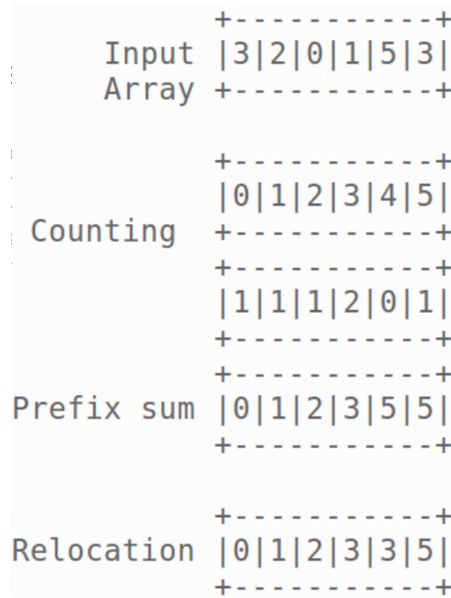 +-----------+
Input |3|2|0|1|5|3|
Array +-----------+
+-----------+
|0|1|2|3|4|5|
Counting +-----------+
+-----------+
|1|1|1|2|0|1|
+-----------+
+-----------+
Prefix sum |0|1|2|3|5|5|
+-----------+
+-----------+
Relocation |0|1|2|3|3|5|
+-----------+